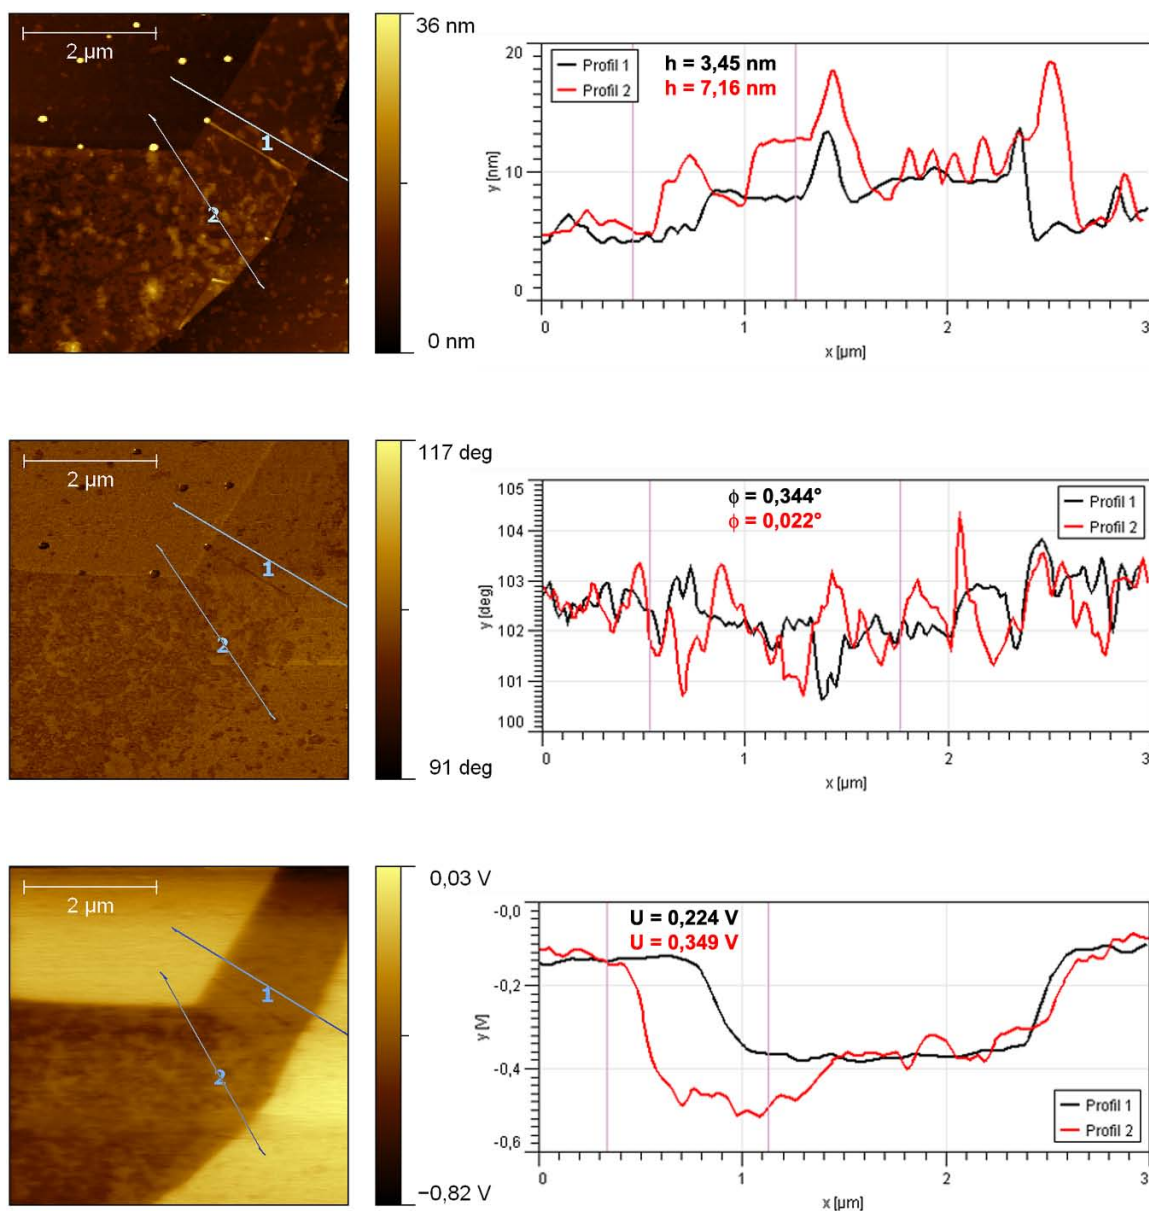 2 µm
1
2
36 nm
0 nm
20
10
0
y [nm]
Profil 1
Profil 2
h = 3,45 nm
h = 7,16 nm
0
1
2
3
x [µm]
2 µm
1
2
117 deg
91 deg
105
104
103
102
101
100
y [deg]
ϕ = 0,344°
ϕ = 0,022°
Profil 1
Profil 2
0
1
2
3
x [µm]
2 µm
1
2
0,03 V
−0,82 V
-0,0
-0,2
-0,4
-0,6
y [V]
U = 0,224 V
U = 0,349 V
Profil 1
Profil 2
0
1
2
3
x [µm]